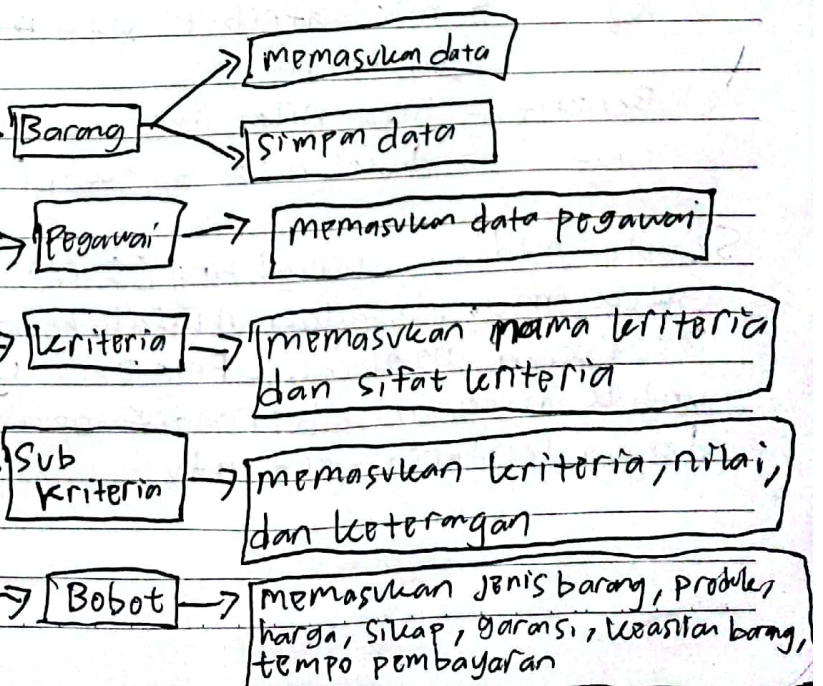 memasukan data
Barang
simpan data
Pegawai
memasukan data pegawai
kriteria
memasukan nama kriteria
dan sifat kriteria
Sub
kriteria
memasukan kriteria, nilai,
dan keterangan
Bobot
memasukan Jenis barang, produk,
harga, sikap, garansi, keaslian barang,
tempo pembayaran